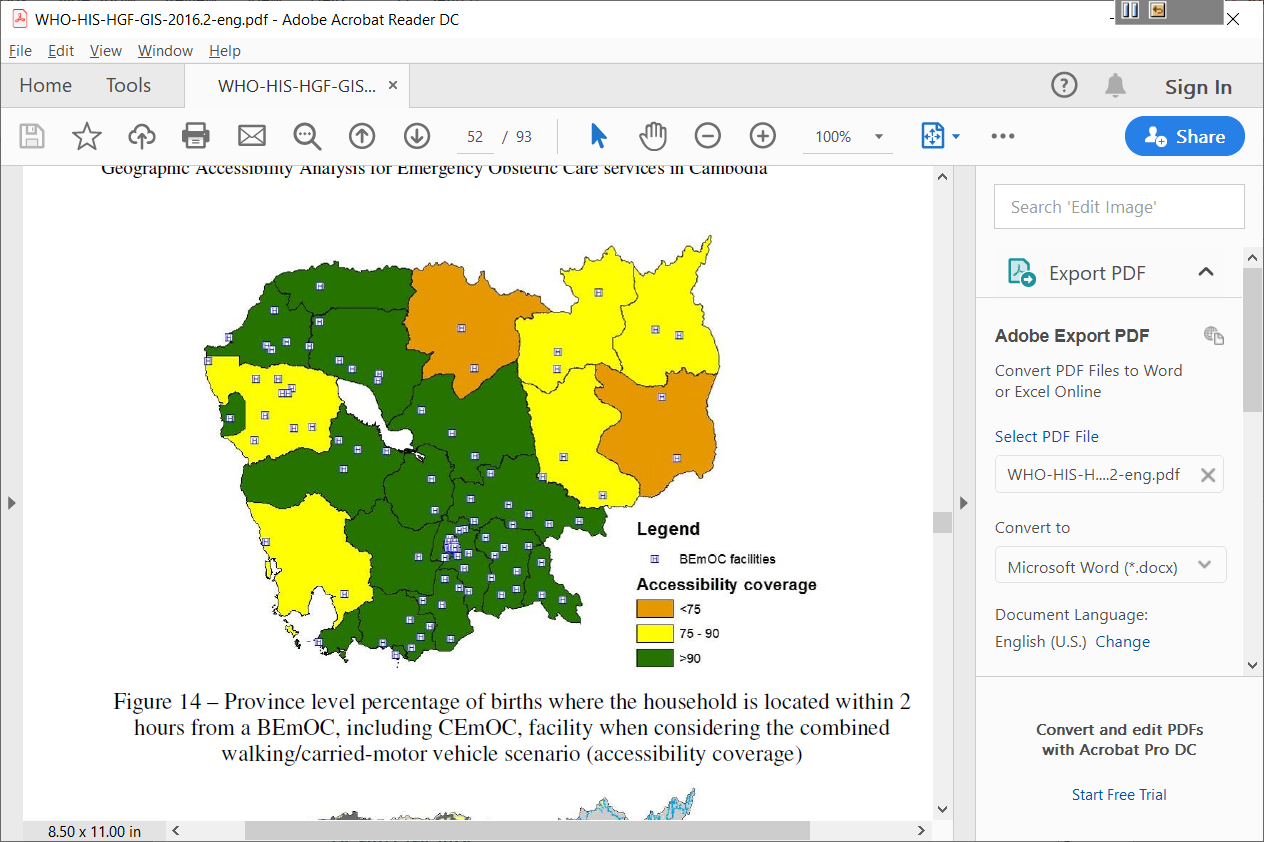 WHO-HIS-HGF-GIS-2016.2-eng.pdf - Adobe Acrobat Reader DC
File Edit View Window Help
Home Tools WHO-HIS-HGF-GIS... × Sign In
52 / 93 100% Share
Geographic Accessibility Analysis for Emergency Obstetric Care services in Cambodia
Legend
BEmOC facilities
Accessibility coverage
<75
75 - 90
>90
Figure 14 – Province level percentage of births where the household is located within 2
hours from a BEmOC, including CEmOC, facility when considering the combined
walking/carried-motor vehicle scenario (accessibility coverage)
8.50 x 11.00 in
Search 'Edit Image'
Export PDF
Adobe Export PDF
Convert PDF Files to Word
or Excel Online
Select PDF File
WHO-HIS-H....2-eng.pdf
Convert to
Microsoft Word (*.docx)
Document Language:
English (U.S.) Change
Convert and edit PDFs
with Acrobat Pro DC
Start Free Trial